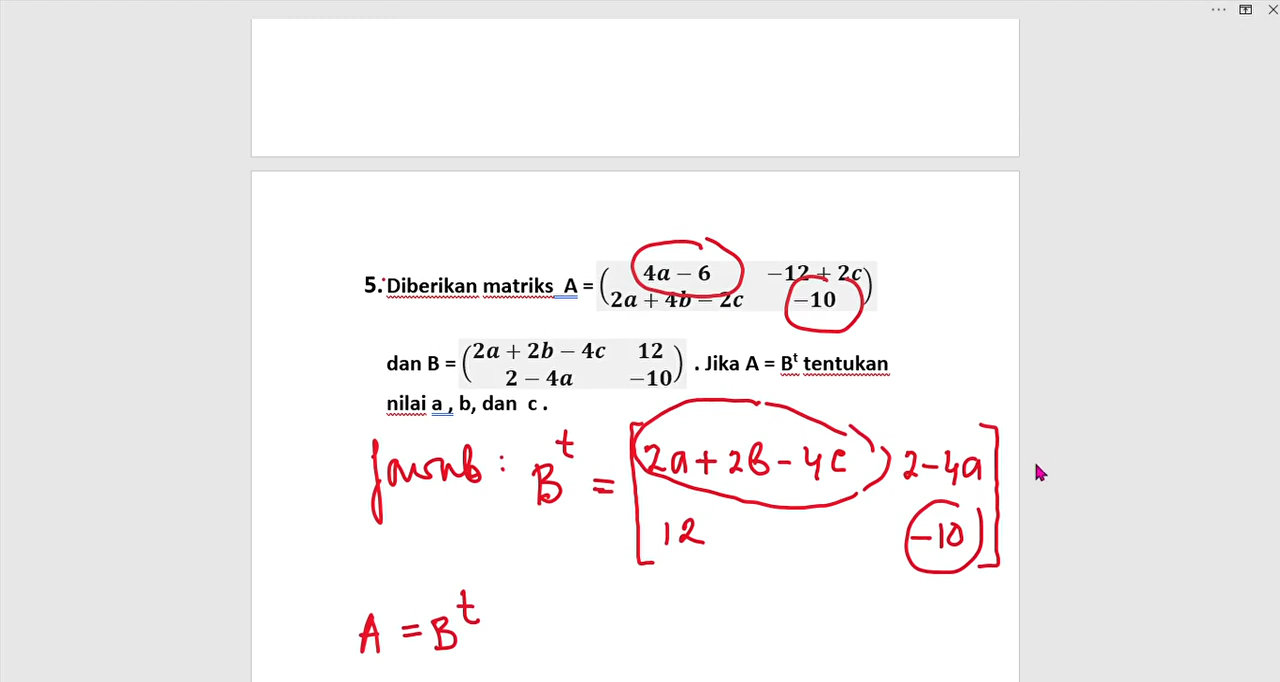 5. Diberikan matriks A = (4a − 6 −12 + 2c
2a + 4b − 2c −10)
dan B = (2a + 2b − 4c 12
2 − 4a −10) . Jika A = Bᵗ tentukan
nilai a , b, dan c .
Jawab : Bᵗ = [2a + 2b - 4c 2 - 4a
12 -10]
A = Bᵗ